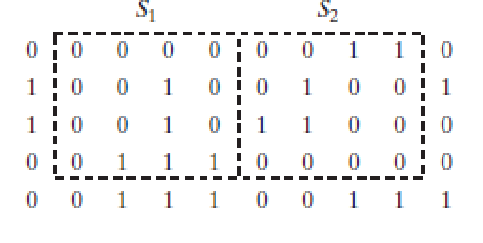 S₁ S₂
0 0 0 0 0 0 0 1 1 0
1 0 0 1 0 0 1 0 0 1
1 0 0 1 0 1 1 0 0 0
0 0 1 1 1 0 0 0 0 0
0 0 1 1 1 0 0 1 1 1